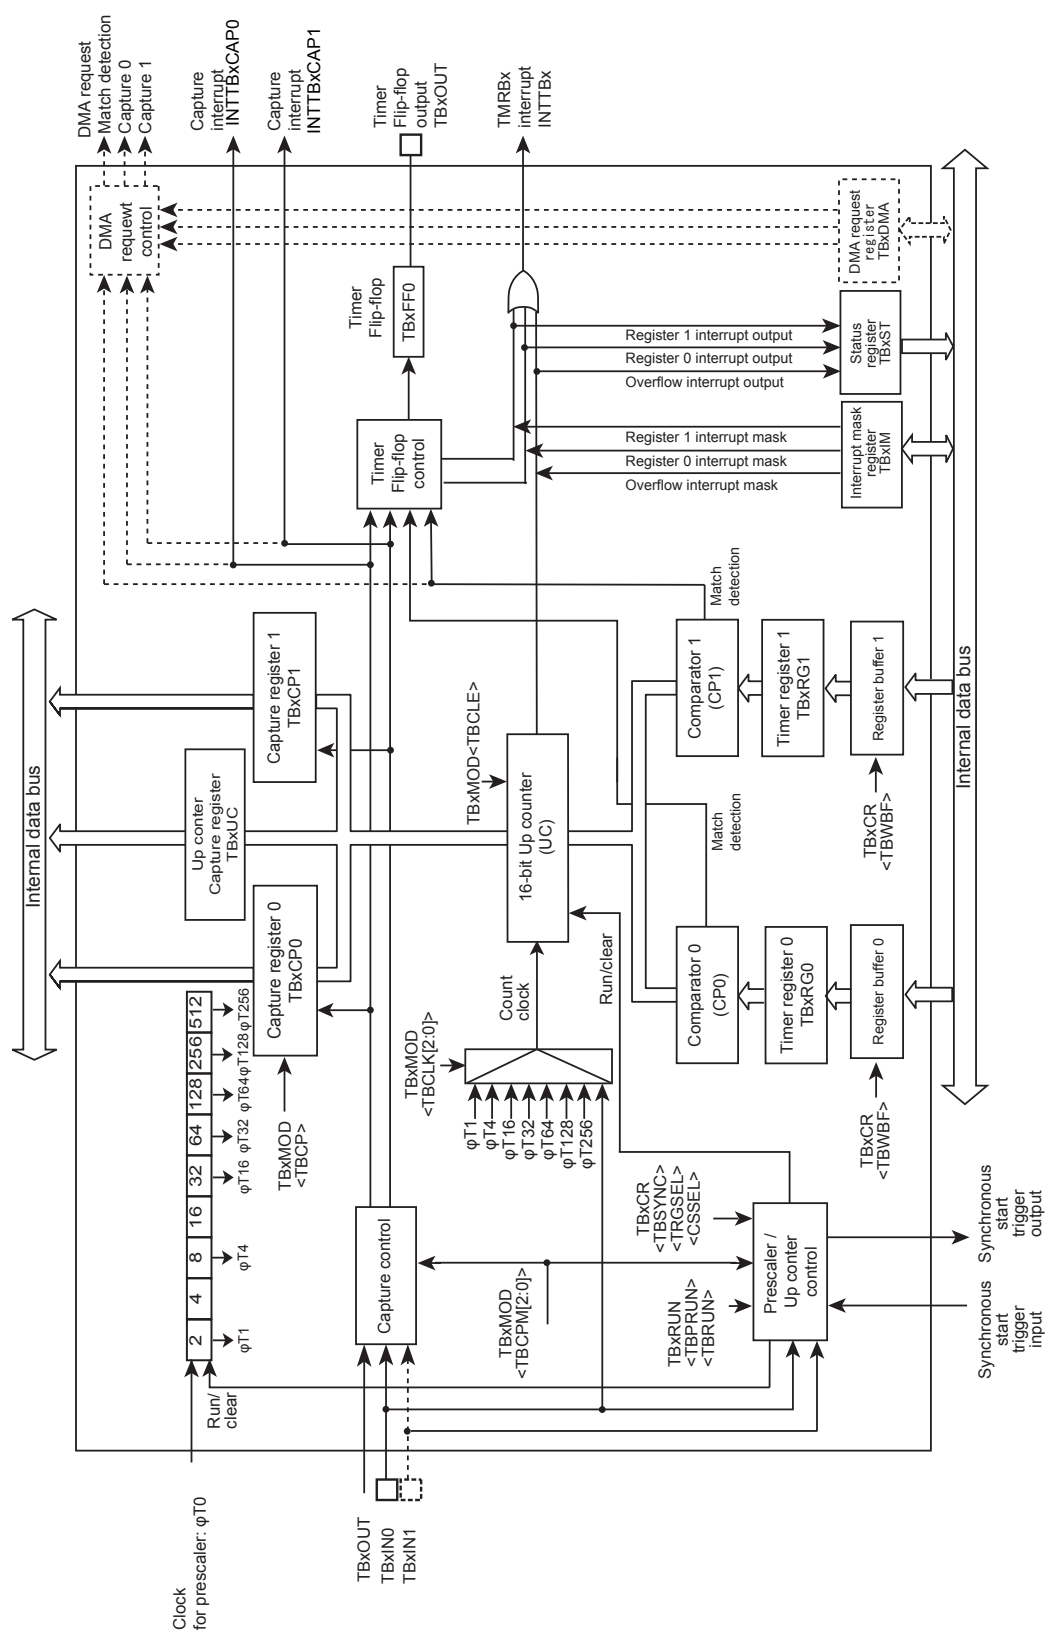 Clock
for prescaler: φT0
Run/
clear
2
4
8
16
32
64
128
256
512
φT1
φT4
φT16
φT32
φT64
φT128
φT256
Internal data bus
TBxOUT
TBxIN0
TBxIN1
Capture control
TBxMOD
<TBCPM[2:0]>
TBxMOD
<TBCP>
Capture register 0
TBxCP0
Up conter
Capture register
TBxUC
Capture register 1
TBxCP1
DMA
requewt
control
DMA request
Match detection
Capture 0
Capture 1
Capture
interrupt
INTTBxCAP0
Capture
interrupt
INTTBxCAP1
Timer
Flip-flop
output
TBxOUT
TMRBx
interrupt
INTTBx
TBxMOD
<TBCLK[2:0]>
φT1
φT4
φT16
φT32
φT64
φT128
φT256
Count
clock
TBxMOD<TBCLE>
16-bit Up counter
(UC)
Run/clear
Timer
Flip-flop
control
Timer
Flip-flop
TBxFF0
TBxRUN
<TBPRUN>
<TBRUN>
TBxCR
<TBSYNC>
<TRGSEL>
<CSSEL>
Prescaler /
Up conter
control
Synchronous
start
trigger
input
Synchronous
start
trigger
output
Match
detection
Comparator 0
(CP0)
Timer register 0
TBxRG0
Register buffer 0
TBxCR
<TBWBF>
Match
detection
Comparator 1
(CP1)
Timer register 1
TBxRG1
Register buffer 1
TBxCR
<TBWBF>
Register 1 interrupt mask
Register 0 interrupt mask
Overflow interrupt mask
Interrupt mask
register
TBxIM
Register 1 interrupt output
Register 0 interrupt output
Overflow interrupt output
Status
register
TBxST
DMA request
register
TBxDMA
Internal data bus